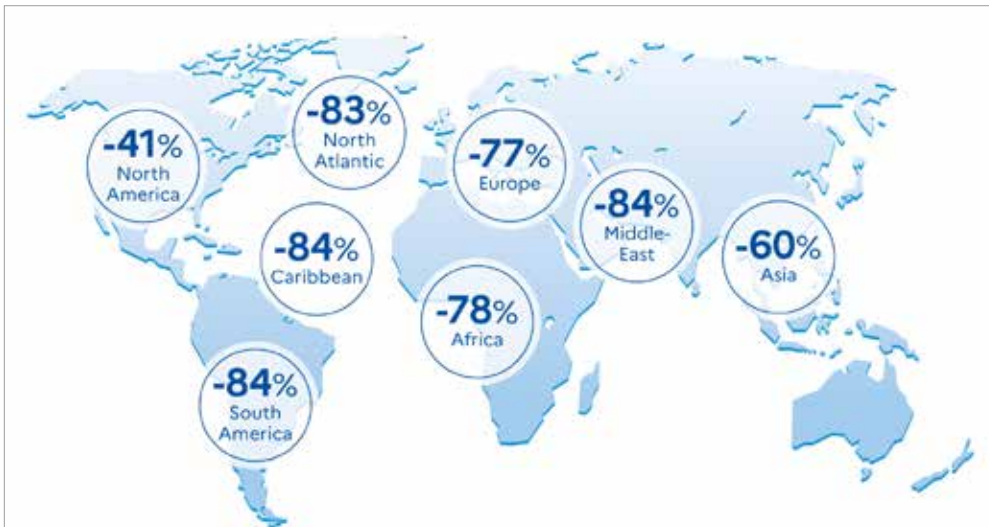 -41%
North
America
-83%
North
Atlantic
-77%
Europe
-84%
Middle-
East
-84%
Caribbean
-60%
Asia
-78%
Africa
-84%
South
America